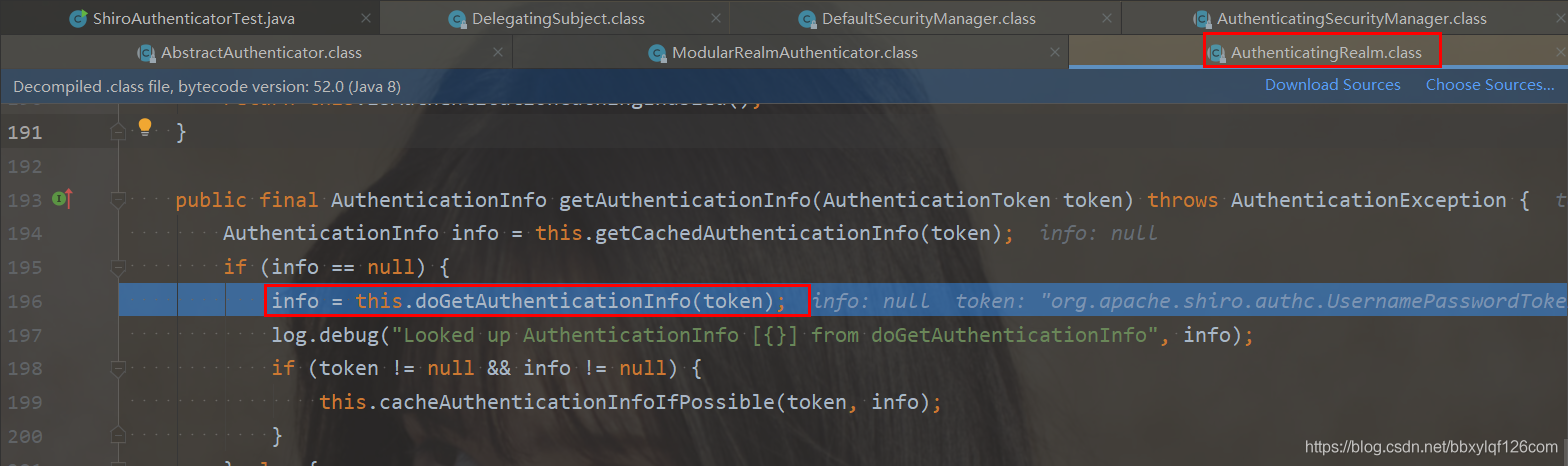 ShiroAuthenticatorTest.java DelegatingSubject.class DefaultSecurityManager.class AuthenticatingSecurityManager.class
AbstractAuthenticator.class ModularRealmAuthenticator.class AuthenticatingRealm.class
Decompiled .class file, bytecode version: 52.0 (Java 8) Download Sources Choose Sources...
191 }
192
193 public final AuthenticationInfo getAuthenticationInfo(AuthenticationToken token) throws AuthenticationException { t
194 AuthenticationInfo info = this.getCachedAuthenticationInfo(token); info: null
195 if (info == null) {
196 info = this.doGetAuthenticationInfo(token); info: null token: "org.apache.shiro.authc.UsernamePasswordToke
197 log.debug("Looked up AuthenticationInfo [{}] from doGetAuthenticationInfo", info);
198 if (token != null && info != null) {
199 this.cacheAuthenticationInfoIfPossible(token, info);
200 }
https://blog.csdn.net/bbxylqf126com